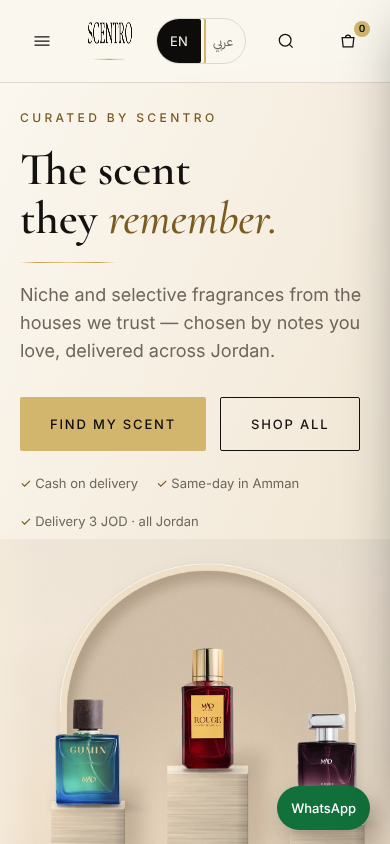 SCENTRO
EN
عربي
0
CURATED BY SCENTRO
The scent
they remember.
Niche and selective fragrances from the
houses we trust — chosen by notes you
love, delivered across Jordan.
FIND MY SCENT
SHOP ALL
✓ Cash on delivery ✓ Same-day in Amman
✓ Delivery 3 JOD · all Jordan
ROUGE
MAD
WhatsApp